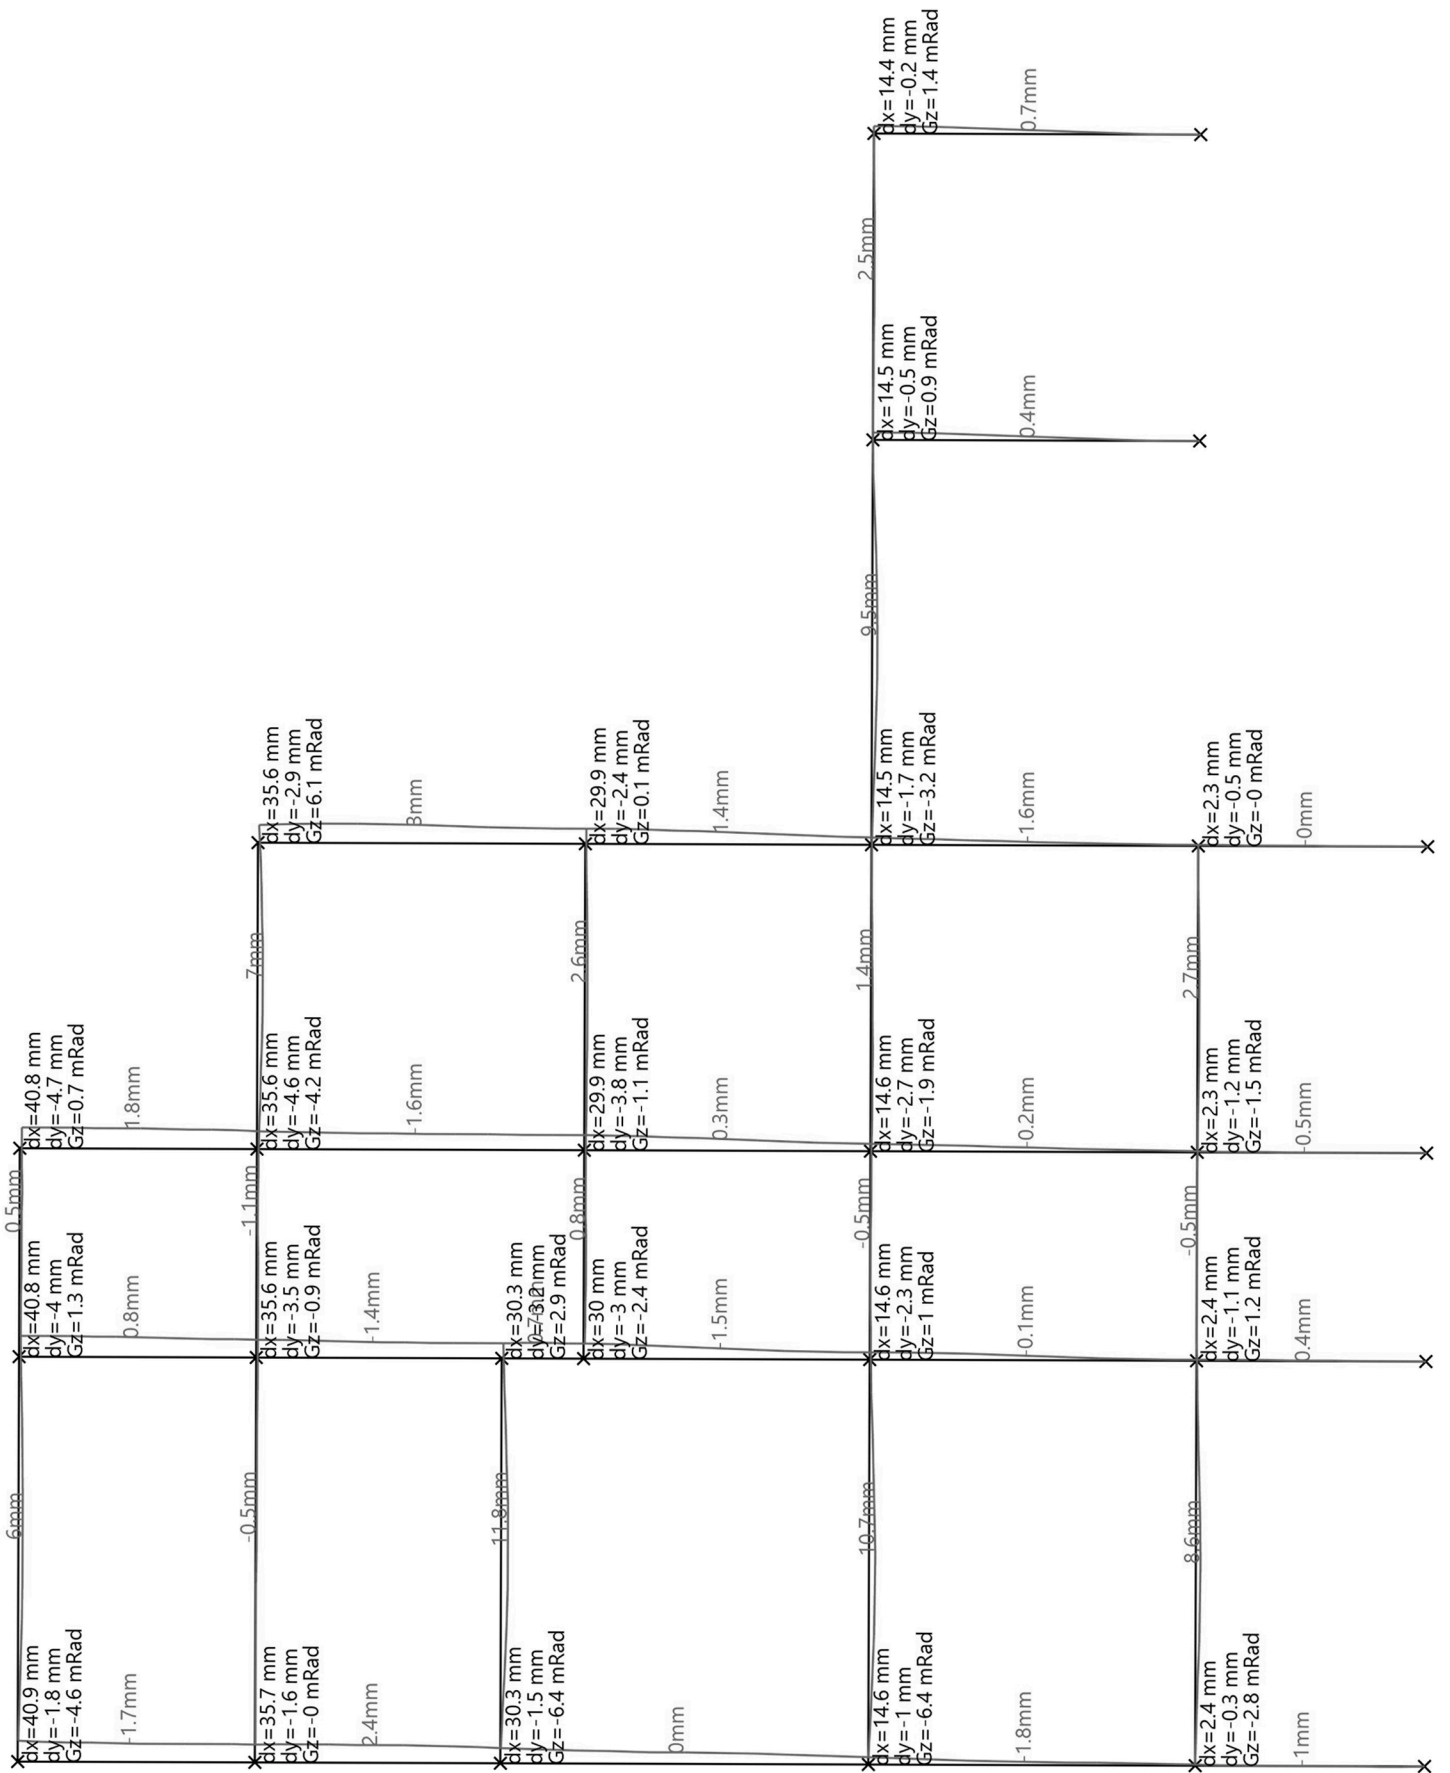 6mm
0.5mm
dx=40.9 mm
dy=-1.8 mm
Gz=-4.6 mRad
dx=40.8 mm
dy=-4 mm
Gz=1.3 mRad
dx=40.8 mm
dy=-4.7 mm
Gz=0.7 mRad
-1.7mm
0.8mm
1.8mm
-0.5mm
-1.1mm
7mm
dx=35.7 mm
dy=-1.6 mm
Gz=-0 mRad
dx=35.6 mm
dy=-3.5 mm
Gz=-0.9 mRad
dx=35.6 mm
dy=-4.6 mm
Gz=-4.2 mRad
dx=35.6 mm
dy=-2.9 mm
Gz=6.1 mRad
2.4mm
-1.4mm
-1.6mm
3mm
11.8mm
dx=30.3 mm
dy=-1.5 mm
Gz=-6.4 mRad
dx=30.3 mm
dy=-3.2 mm
Gz=2.9 mRad
0.8mm
2.6mm
dx=30 mm
dy=-3 mm
Gz=-2.4 mRad
dx=29.9 mm
dy=-3.8 mm
Gz=-1.1 mRad
dx=29.9 mm
dy=-2.4 mm
Gz=0.1 mRad
0mm
-1.5mm
0.3mm
1.4mm
10.7mm
-0.5mm
1.4mm
9.5mm
2.5mm
dx=14.6 mm
dy=-1 mm
Gz=-6.4 mRad
dx=14.6 mm
dy=-2.3 mm
Gz=1 mRad
dx=14.6 mm
dy=-2.7 mm
Gz=-1.9 mRad
dx=14.5 mm
dy=-1.7 mm
Gz=-3.2 mRad
dx=14.5 mm
dy=-0.5 mm
Gz=0.9 mRad
dx=14.4 mm
dy=-0.2 mm
Gz=1.4 mRad
-1.8mm
-0.1mm
-0.2mm
-1.6mm
0.4mm
0.7mm
8.6mm
-0.5mm
2.7mm
dx=2.4 mm
dy=-0.3 mm
Gz=-2.8 mRad
dx=2.4 mm
dy=-1.1 mm
Gz=1.2 mRad
dx=2.3 mm
dy=-1.2 mm
Gz=-1.5 mRad
dx=2.3 mm
dy=-0.5 mm
Gz=-0 mRad
-1mm
0.4mm
-0.5mm
-0mm